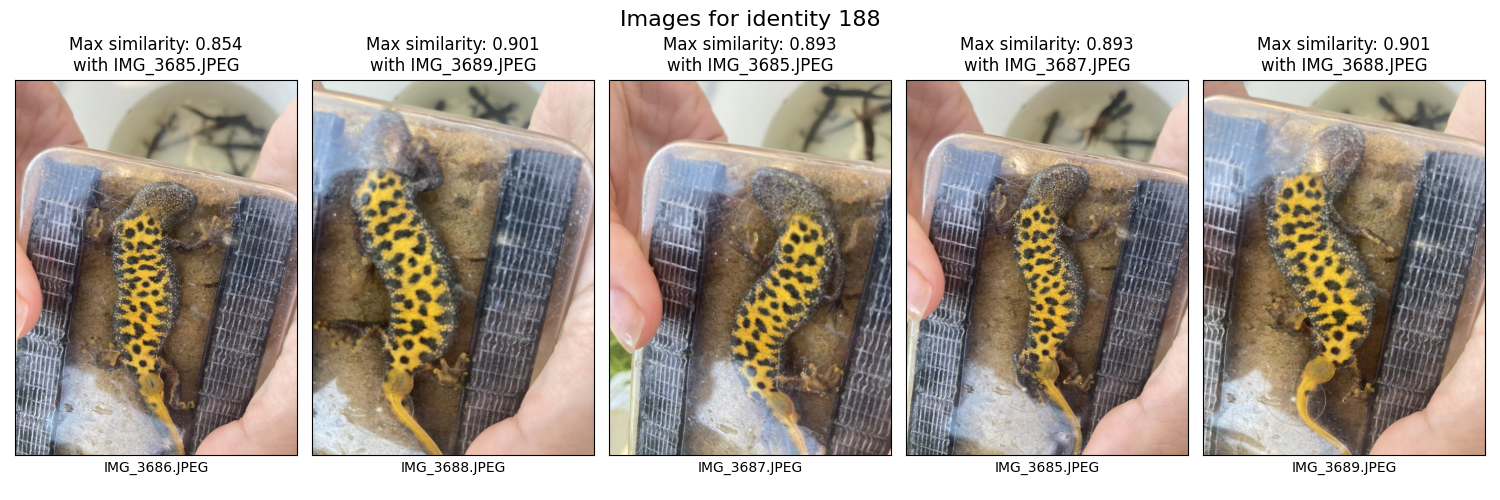 Images for identity 188
Max similarity: 0.854
with IMG_3685.JPEG
Max similarity: 0.901
with IMG_3689.JPEG
Max similarity: 0.893
with IMG_3685.JPEG
Max similarity: 0.893
with IMG_3687.JPEG
Max similarity: 0.901
with IMG_3688.JPEG
IMG_3686.JPEG
IMG_3688.JPEG
IMG_3687.JPEG
IMG_3685.JPEG
IMG_3689.JPEG